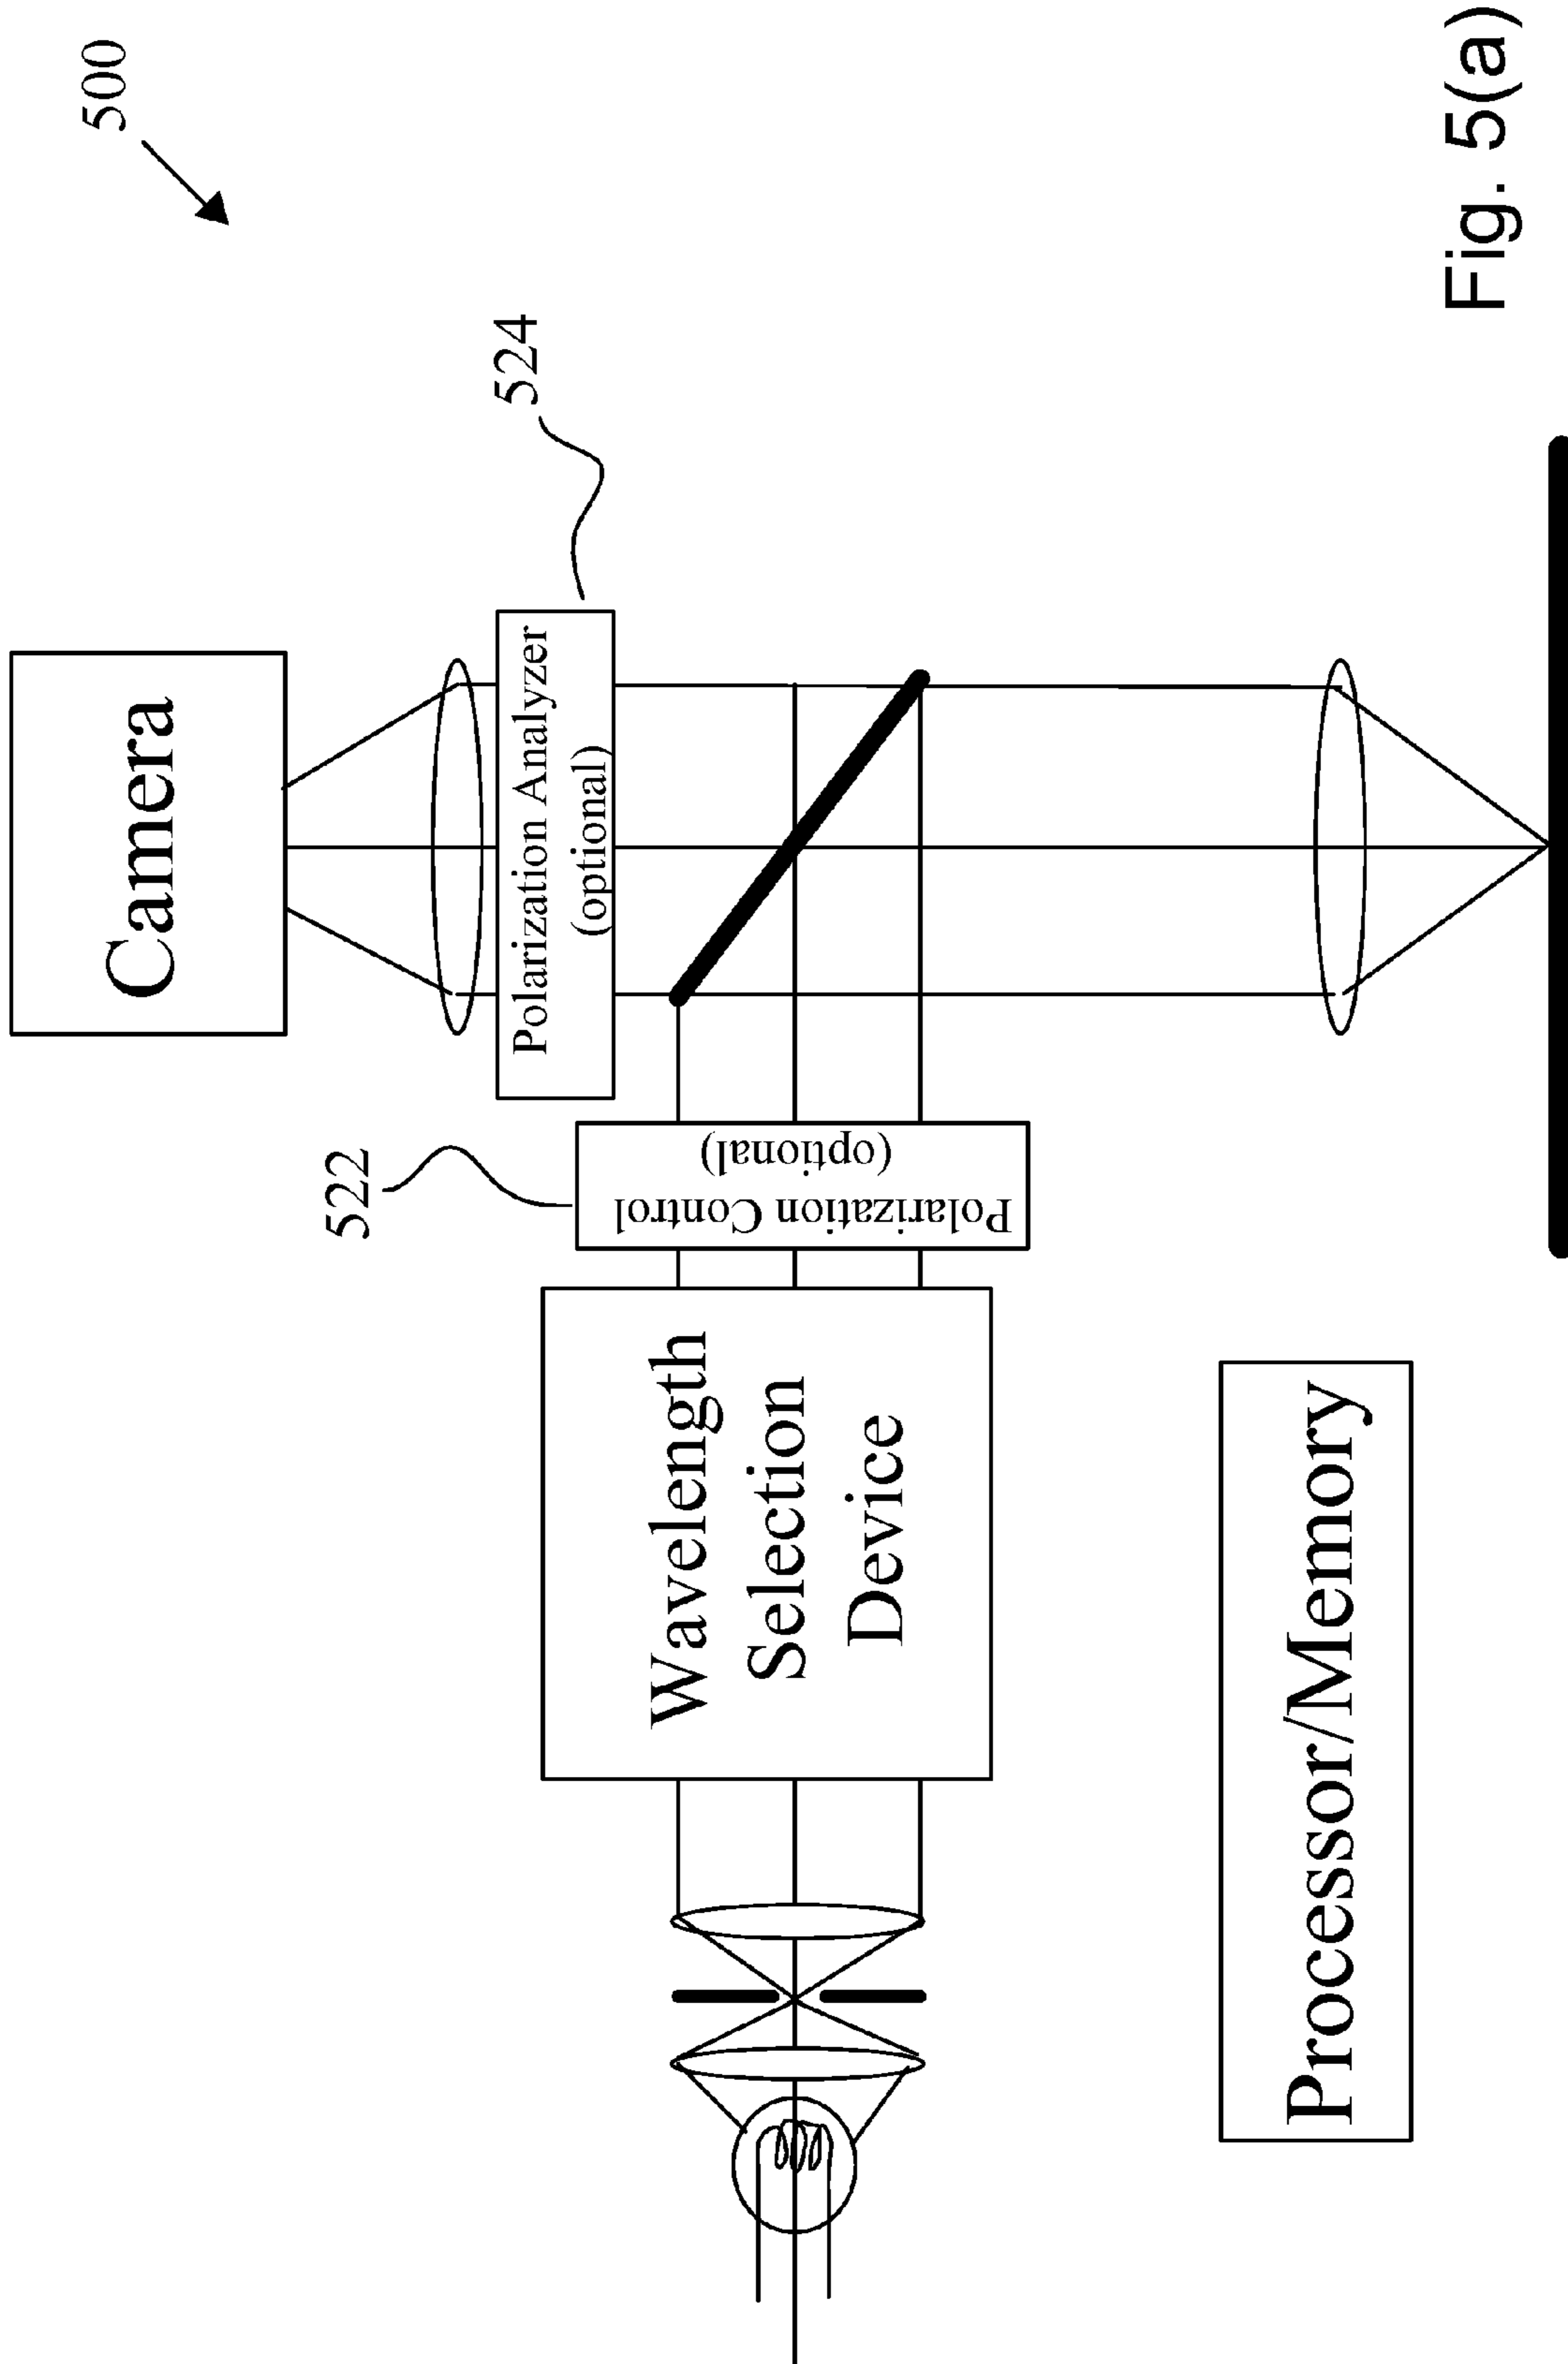 500
Camera
524
Polarization Analyzer
(optional)
522
Polarization Control
(optional)
Wavelength
Selection
Device
Processor/Memory
Fig. 5(a)